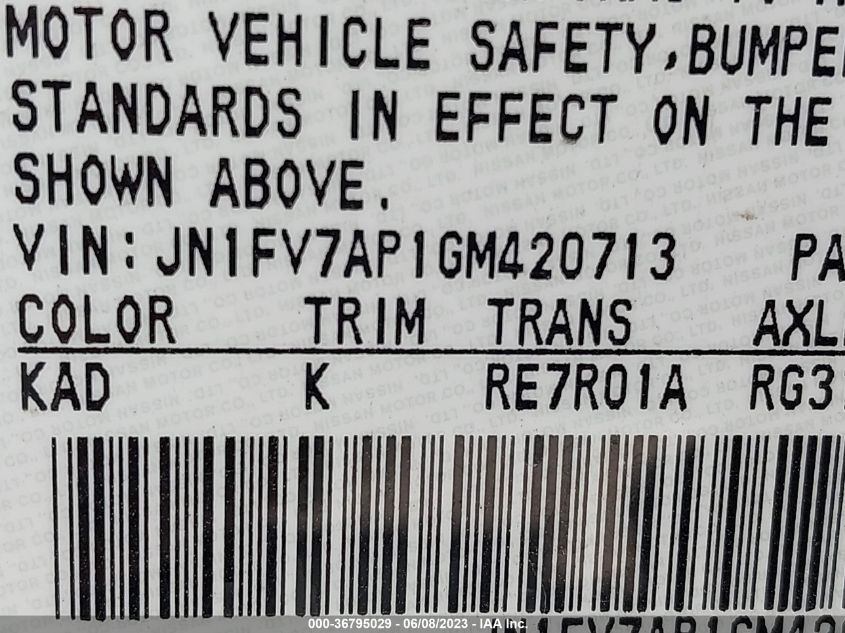 MOTOR VEHICLE SAFETY, BUMPE
STANDARDS IN EFFECT ON THE
SHOWN ABOVE.
VIN: JN1FV7AP1GM420713 PA
COLOR TRIM TRANS AXL
KAD K RE7R01A RG3
000-36795029 - 06/08/2023 - IAA Inc.